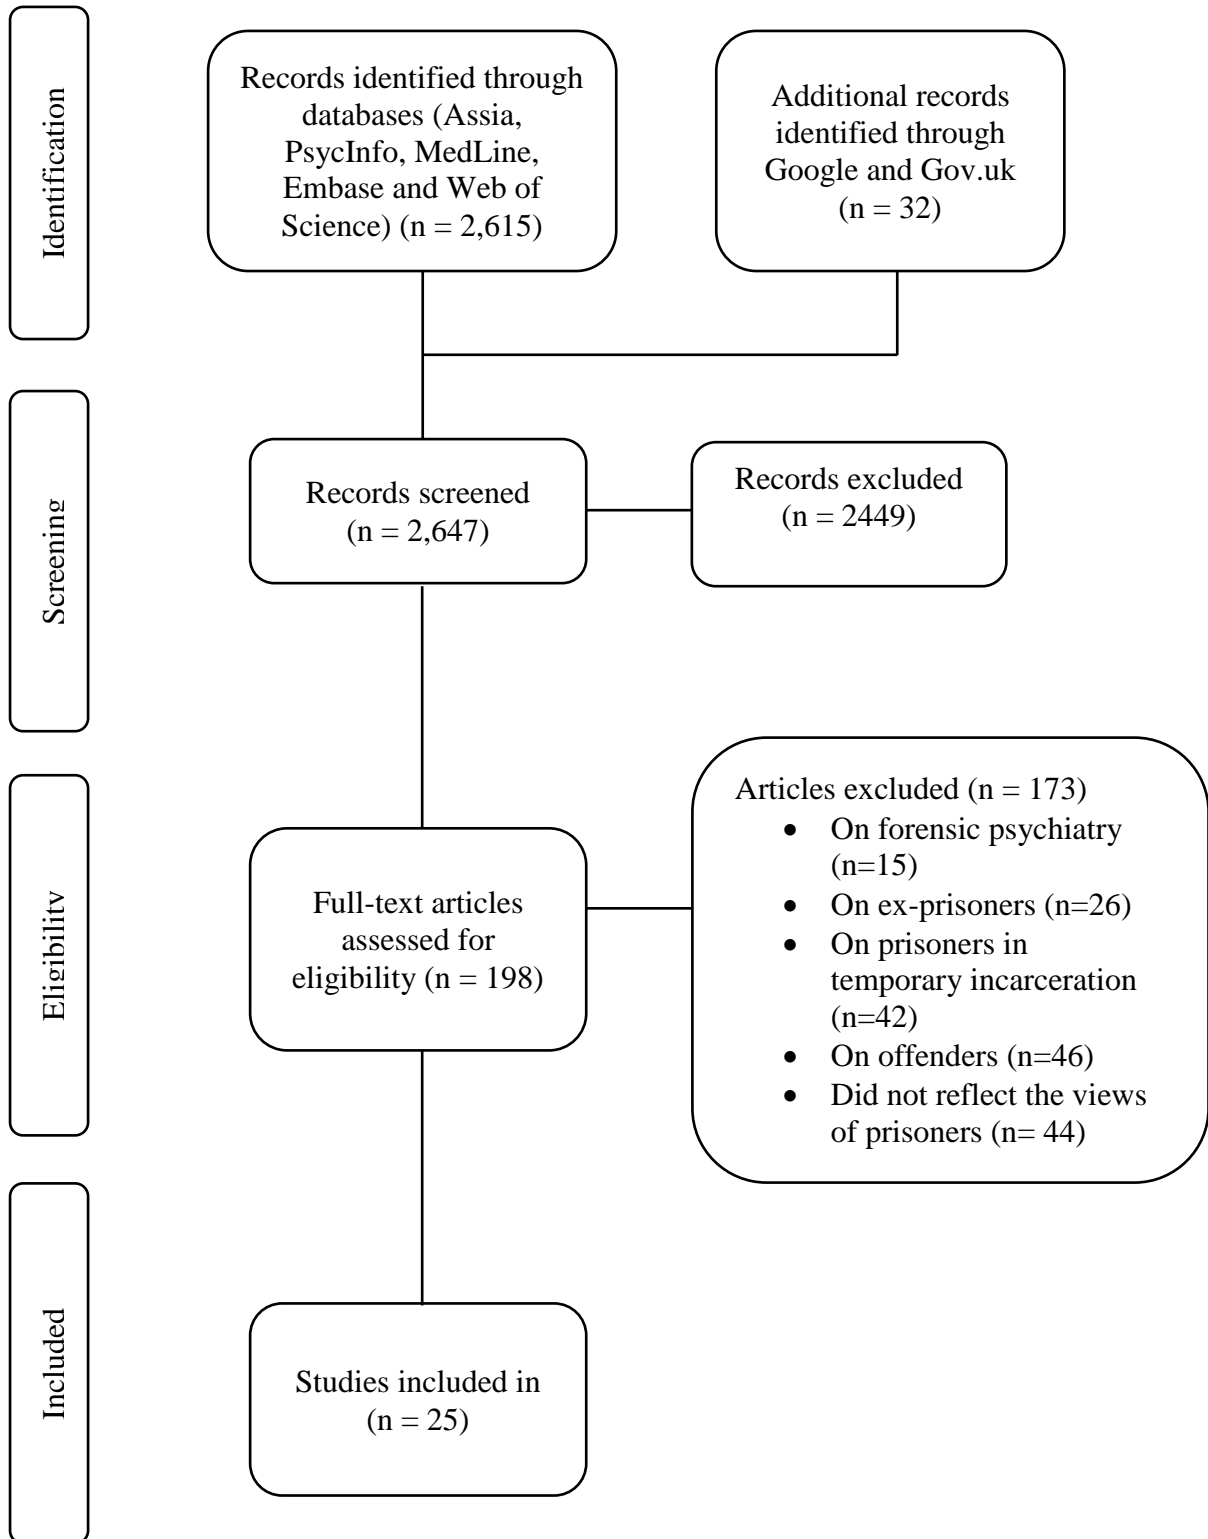 Identification
Records identified through
databases (Assia,
PsycInfo, MedLine,
Embase and Web of
Science) (n = 2,615)
Additional records
identified through
Google and Gov.uk
(n = 32)
Screening
Records screened
(n = 2,647)
Records excluded
(n = 2449)
Eligibility
Full-text articles
assessed for
eligibility (n = 198)
Articles excluded (n = 173)
• On forensic psychiatry
(n=15)
• On ex-prisoners (n=26)
• On prisoners in
temporary incarceration
(n=42)
• On offenders (n=46)
• Did not reflect the views
of prisoners (n= 44)
Included
Studies included in
(n = 25)